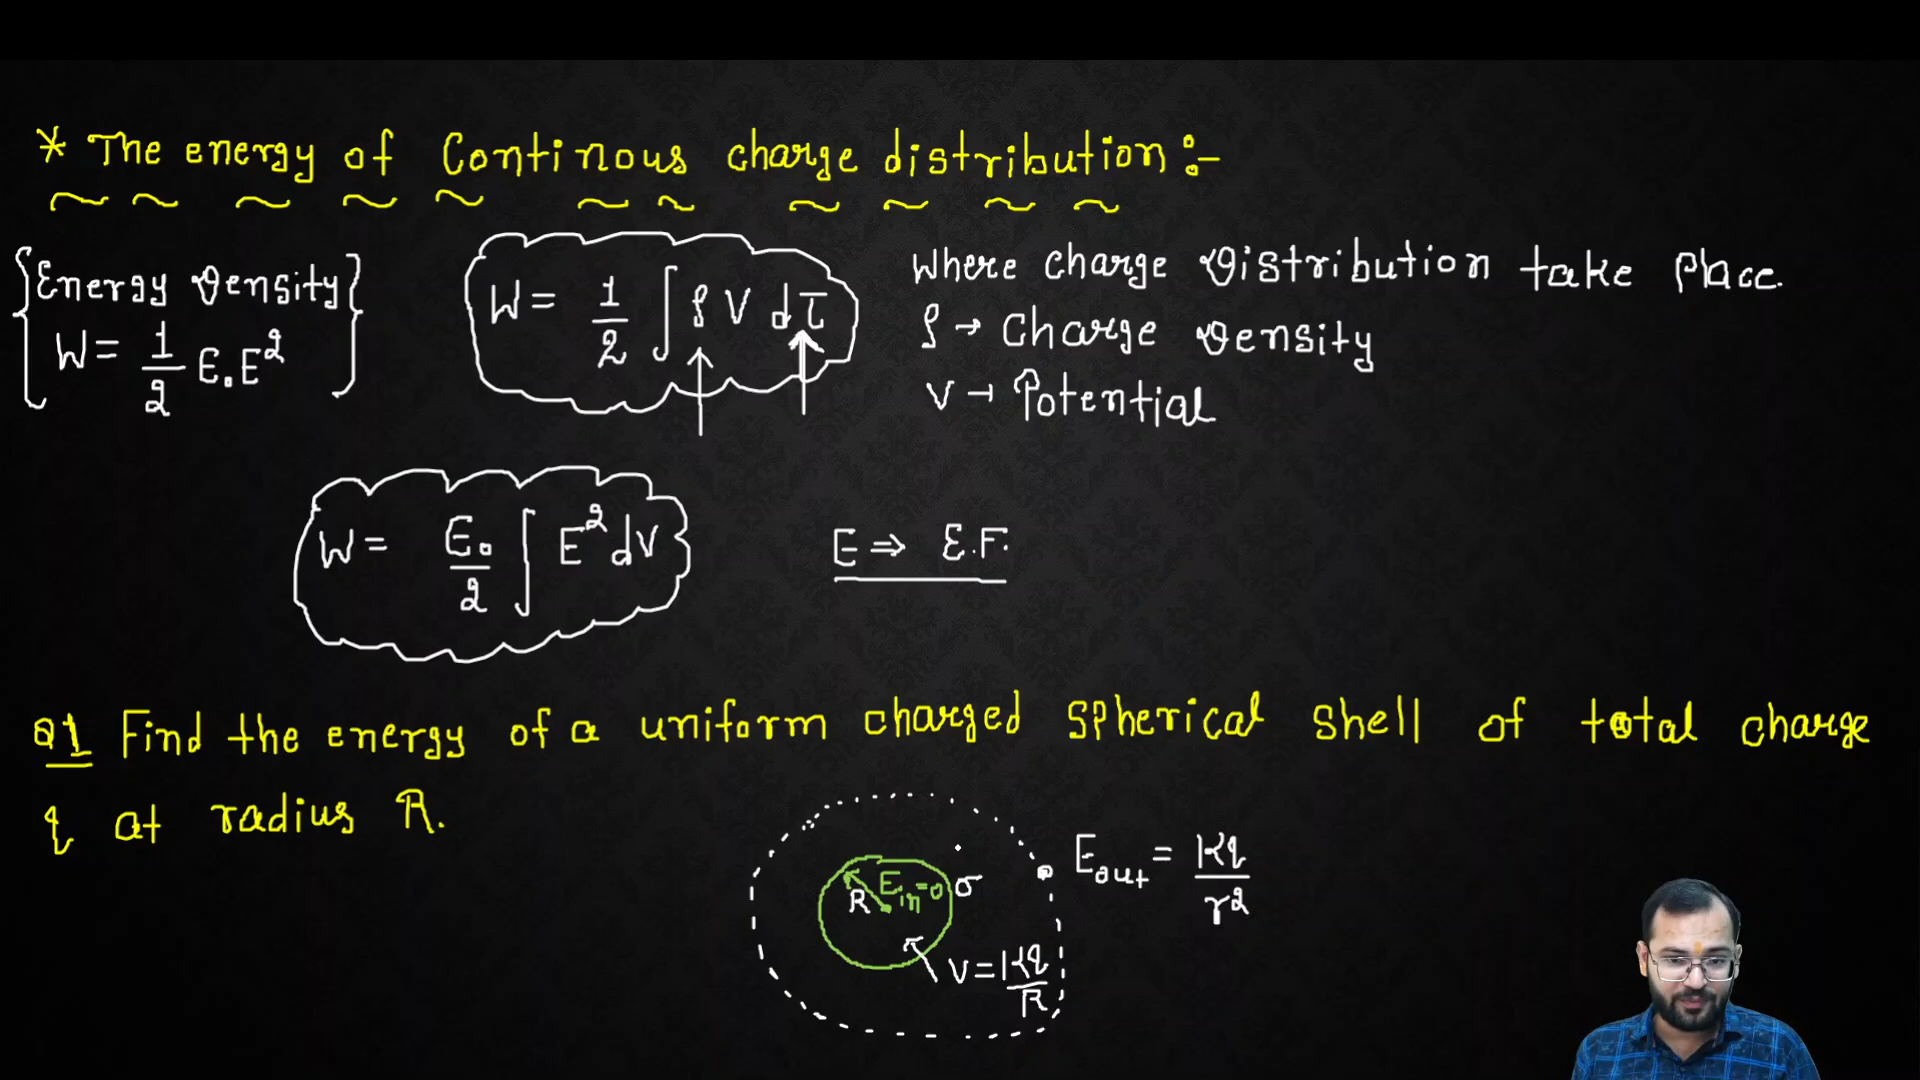 * The energy of Continous charge distribution :-
{Energy Density}
W = 1/2 ε₀E²
W = 1/2 ∫ ρ V dτ
Where charge Distribution take place.
ρ → Charge Density
V → Potential
W = ε₀/2 ∫ E² dV
E ⇒ E.F.
Q1 Find the energy of a uniform charged spherical shell of total charge
q at radius R.
R
E_in = 0
σ
E_out = Kq/r²
V = Kq/R